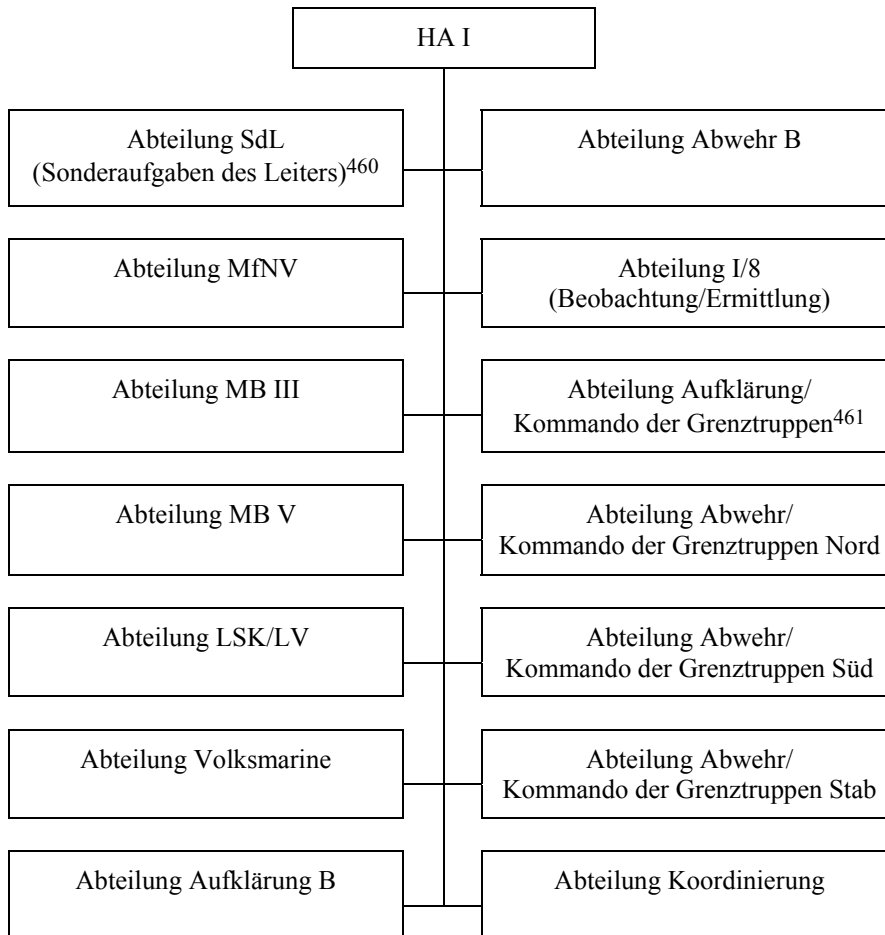 HA I
Abteilung SdL
(Sonderaufgaben des Leiters)460
Abteilung Abwehr B
Abteilung MfNV
Abteilung I/8
(Beobachtung/Ermittlung)
Abteilung MB III
Abteilung Aufklärung/
Kommando der Grenztruppen461
Abteilung MB V
Abteilung Abwehr/
Kommando der Grenztruppen Nord
Abteilung LSK/LV
Abteilung Abwehr/
Kommando der Grenztruppen Süd
Abteilung Volksmarine
Abteilung Abwehr/
Kommando der Grenztruppen Stab
Abteilung Aufklärung B
Abteilung Koordinierung